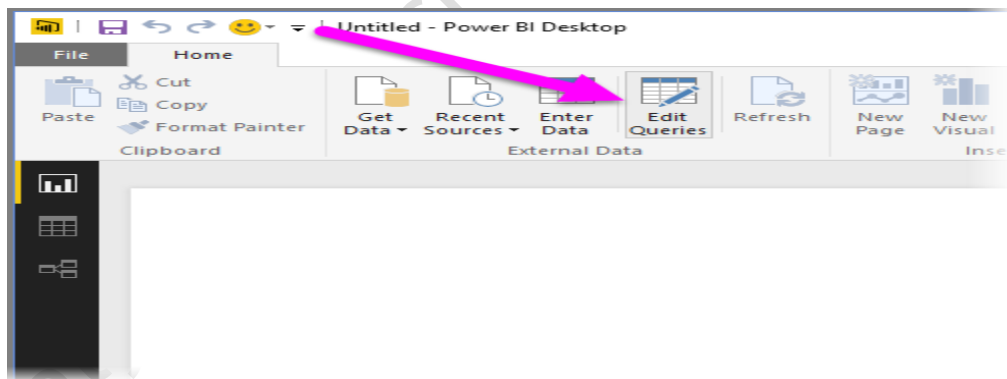 Untitled - Power BI Desktop
File Home
Cut
Copy
Paste
Format Painter
Clipboard
Get Data
Recent Sources
Enter Data
Edit Queries
External Data
Refresh
New Page
New Visual